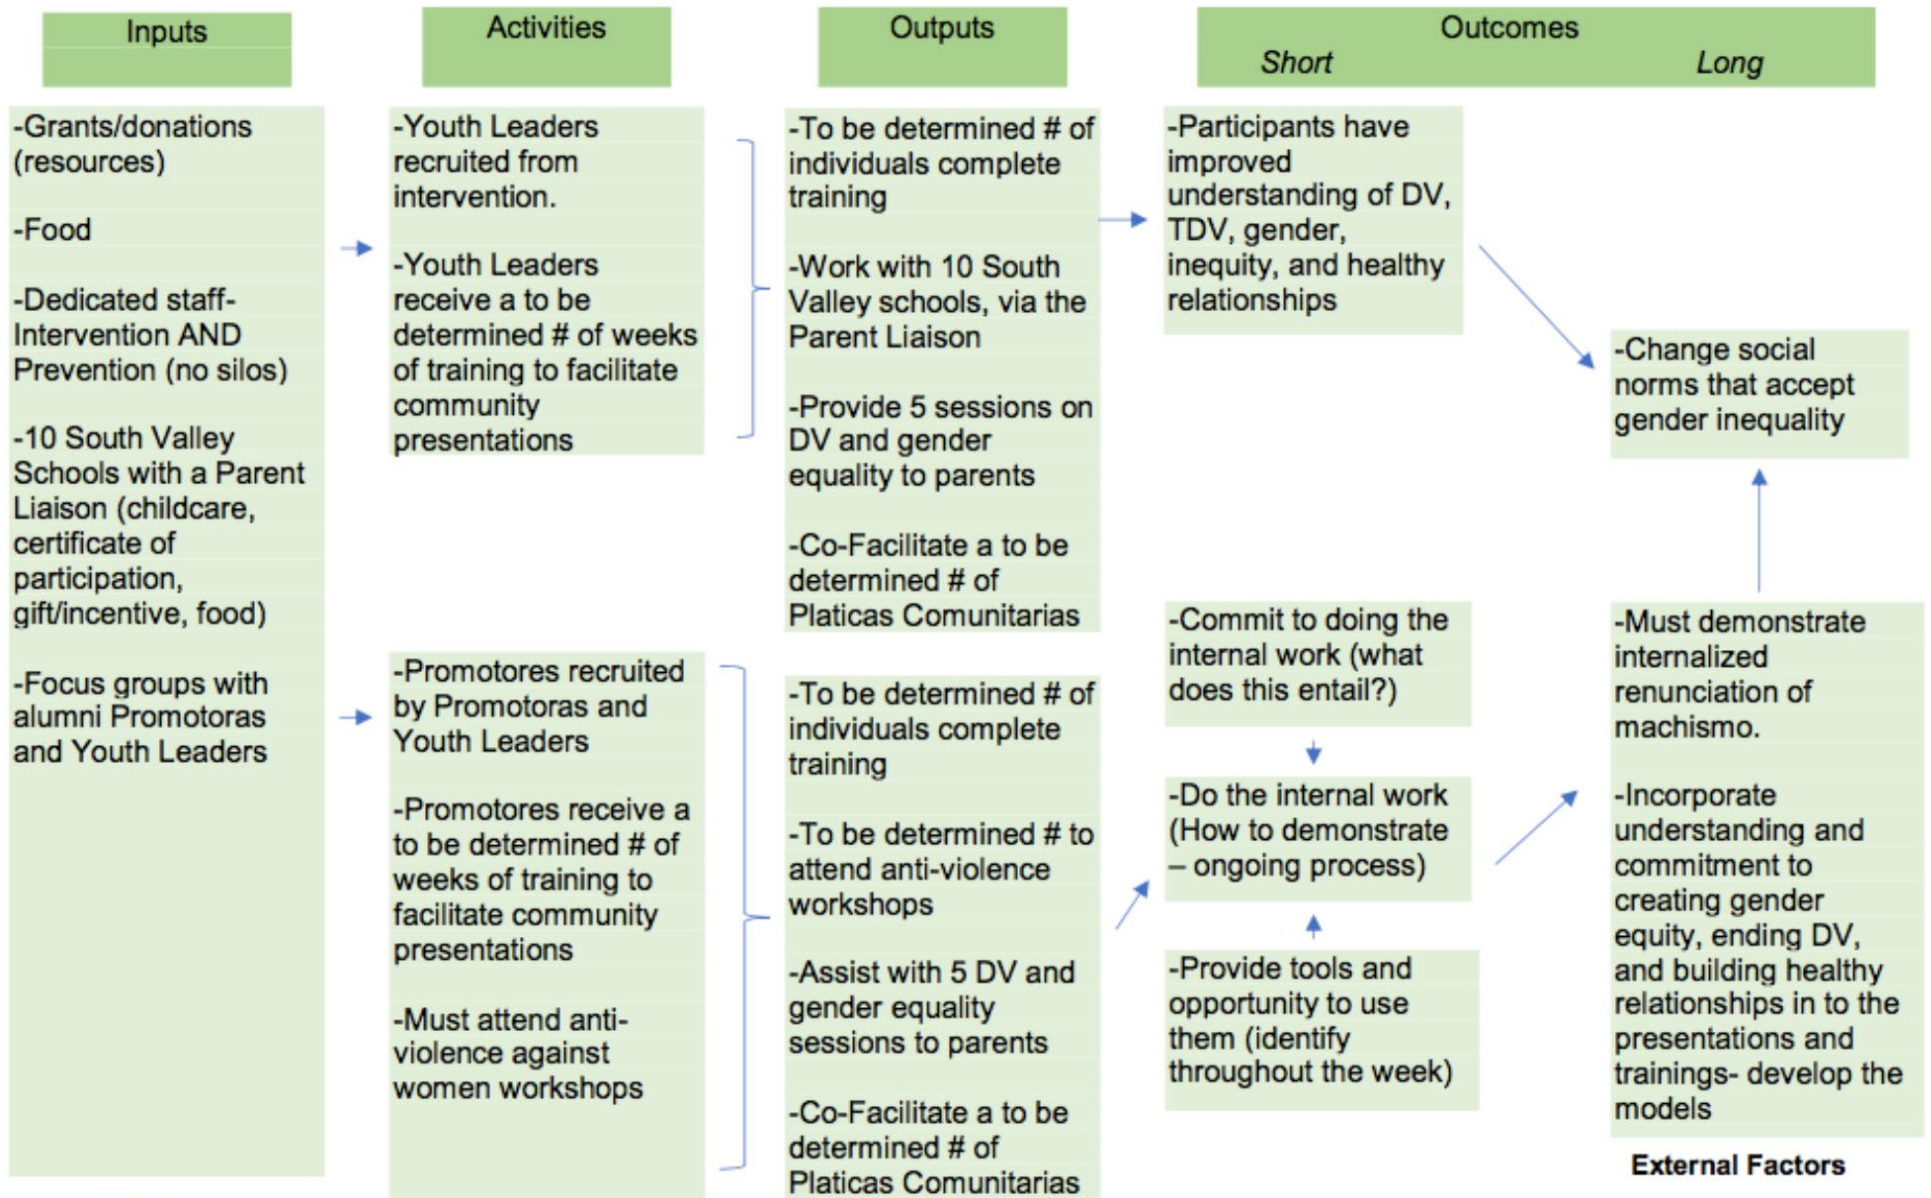 Inputs
Activities
Outputs
Outcomes
Short
Long
-Grants/donations
(resources)
-Food
-Dedicated staff-
Intervention AND
Prevention (no silos)
-10 South Valley
Schools with a Parent
Liaison (childcare,
certificate of
participation,
gift/incentive, food)
-Focus groups with
alumni Promotoras
and Youth Leaders
-Youth Leaders
recruited from
intervention.
-Youth Leaders
receive a to be
determined # of weeks
of training to facilitate
community
presentations
-Promotores recruited
by Promotoras and
Youth Leaders
-Promotores receive a
to be determined # of
weeks of training to
facilitate community
presentations
-Must attend anti-
violence against
women workshops
-To be determined # of
individuals complete
training
-Work with 10 South
Valley schools, via the
Parent Liaison
-Provide 5 sessions on
DV and gender
equality to parents
-Co-Facilitate a to be
determined # of
Platicas Comunitarias
-To be determined # of
individuals complete
training
-To be determined # to
attend anti-violence
workshops
-Assist with 5 DV and
gender equality
sessions to parents
-Co-Facilitate a to be
determined # of
Platicas Comunitarias
-Participants have
improved
understanding of DV,
TDV, gender,
inequity, and healthy
relationships
-Commit to doing the
internal work (what
does this entail?)
-Do the internal work
(How to demonstrate
– ongoing process)
-Provide tools and
opportunity to use
them (identify
throughout the week)
-Change social
norms that accept
gender inequality
-Must demonstrate
internalized
renunciation of
machismo.
-Incorporate
understanding and
commitment to
creating gender
equity, ending DV,
and building healthy
relationships in to the
presentations and
trainings- develop the
models
External Factors